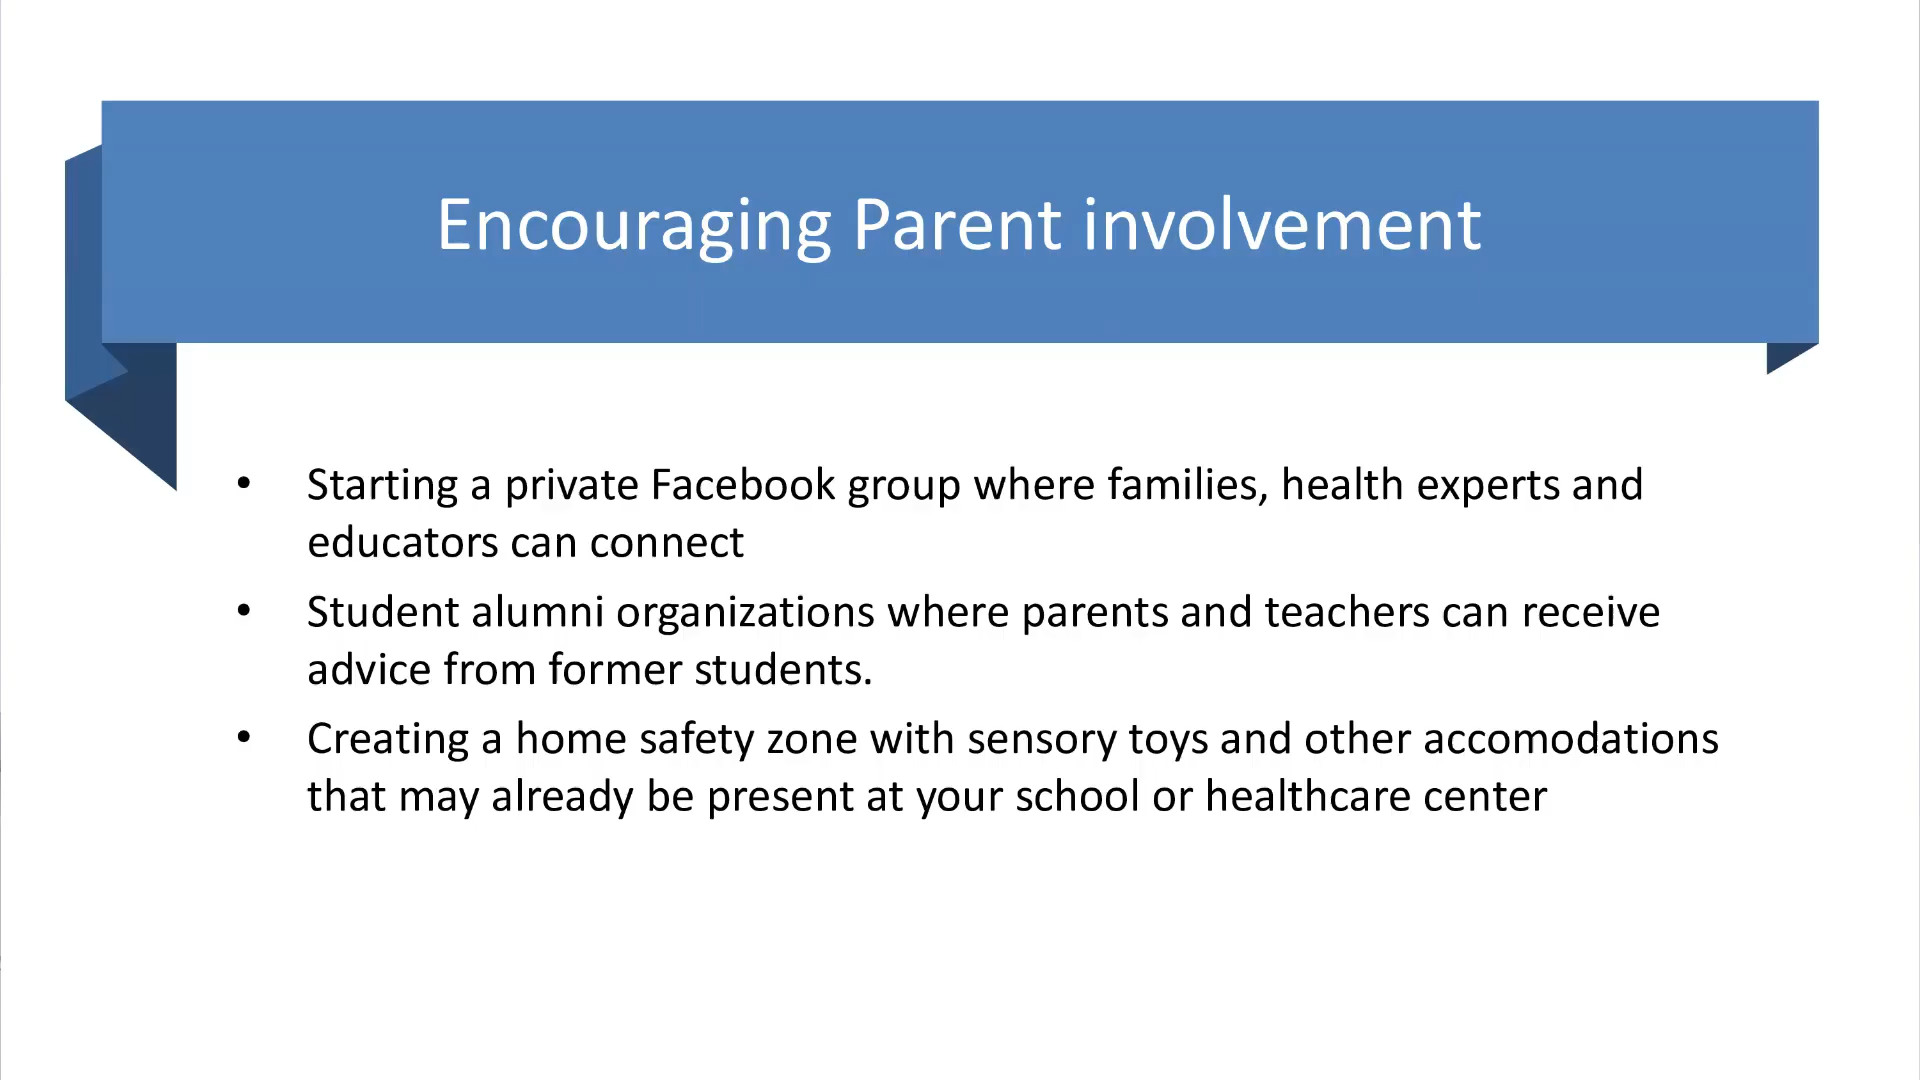 Encouraging Parent involvement
• Starting a private Facebook group where families, health experts and
educators can connect
• Student alumni organizations where parents and teachers can receive
advice from former students.
• Creating a home safety zone with sensory toys and other accomodations
that may already be present at your school or healthcare center